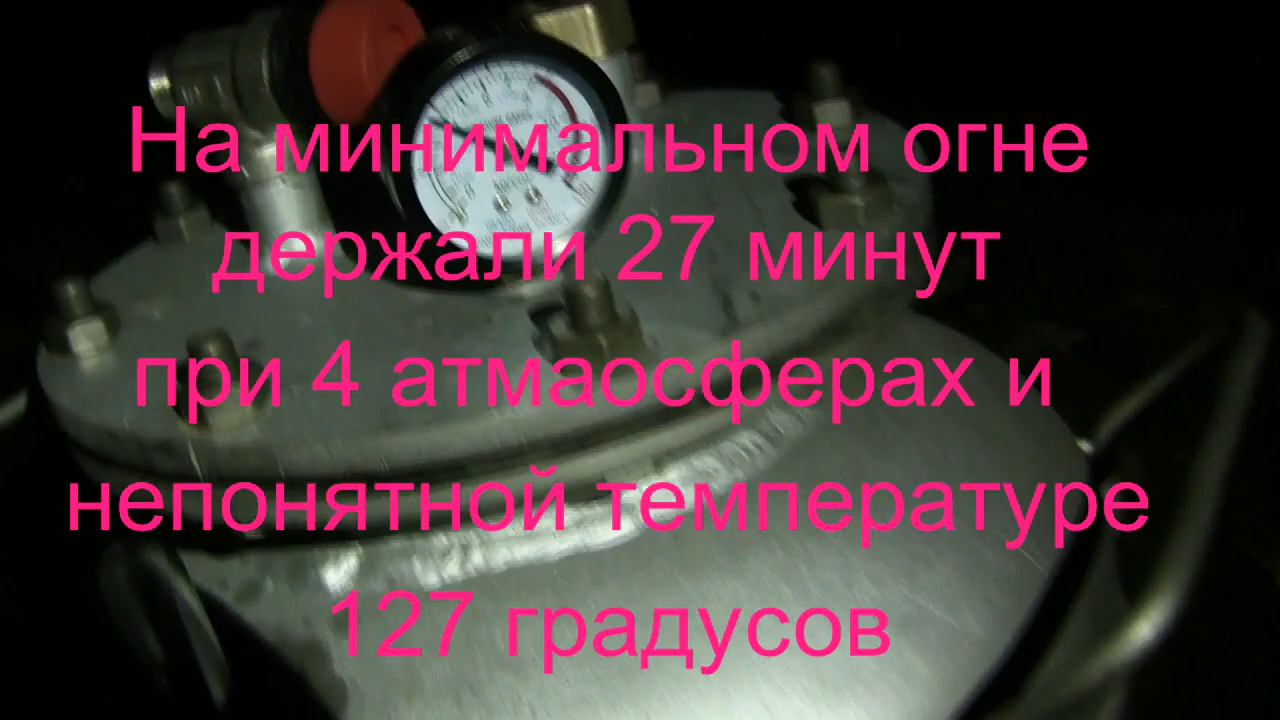 На минимальном огне
держали 27 минут
при 4 атмаосферах и
непонятной температуре
127 градусов